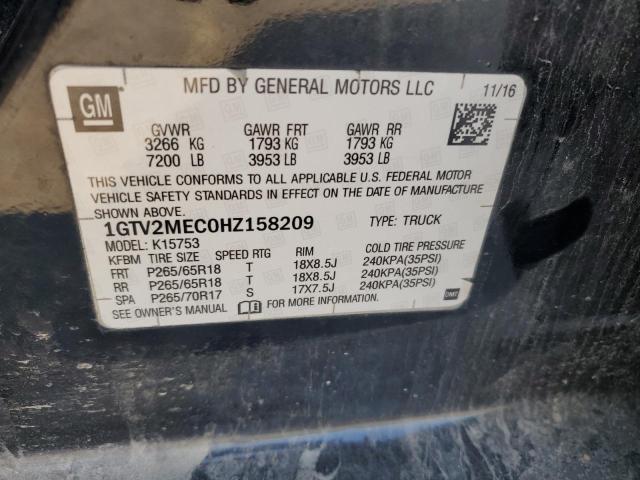 GM
MFD BY GENERAL MOTORS LLC
11/16
GVWR GAWR FRT GAWR RR
3266 KG 1793 KG 1793 KG
7200 LB 3953 LB 3953 LB
THIS VEHICLE CONFORMS TO ALL APPLICABLE U.S. FEDERAL MOTOR
VEHICLE SAFETY STANDARDS IN EFFECT ON THE DATE OF MANUFACTURE
SHOWN ABOVE.
1GTV2MEC0HZ158209 TYPE: TRUCK
MODEL: K15753
KFBM TIRE SIZE SPEED RTG RIM COLD TIRE PRESSURE
FRT P265/65R18 T 18X8.5J 240KPA(35PSI)
RR P265/65R18 T 18X8.5J 240KPA(35PSI)
SPA P265/70R17 S 17X7.5J 240KPA(35PSI)
SEE OWNER'S MANUAL FOR MORE INFORMATION.